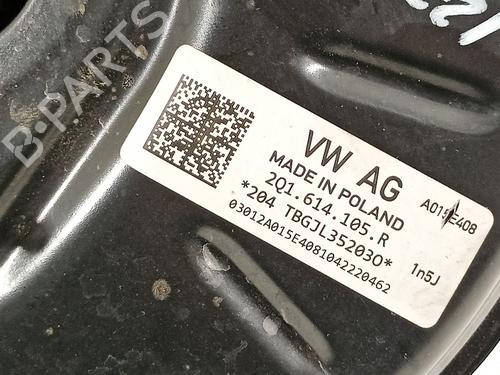 B-PARTS
VW AG
MADE IN POLAND
2Q1.614.105.R
*204 TBGJL352030*
03012A015E4081042220462
A015E408
1n5J